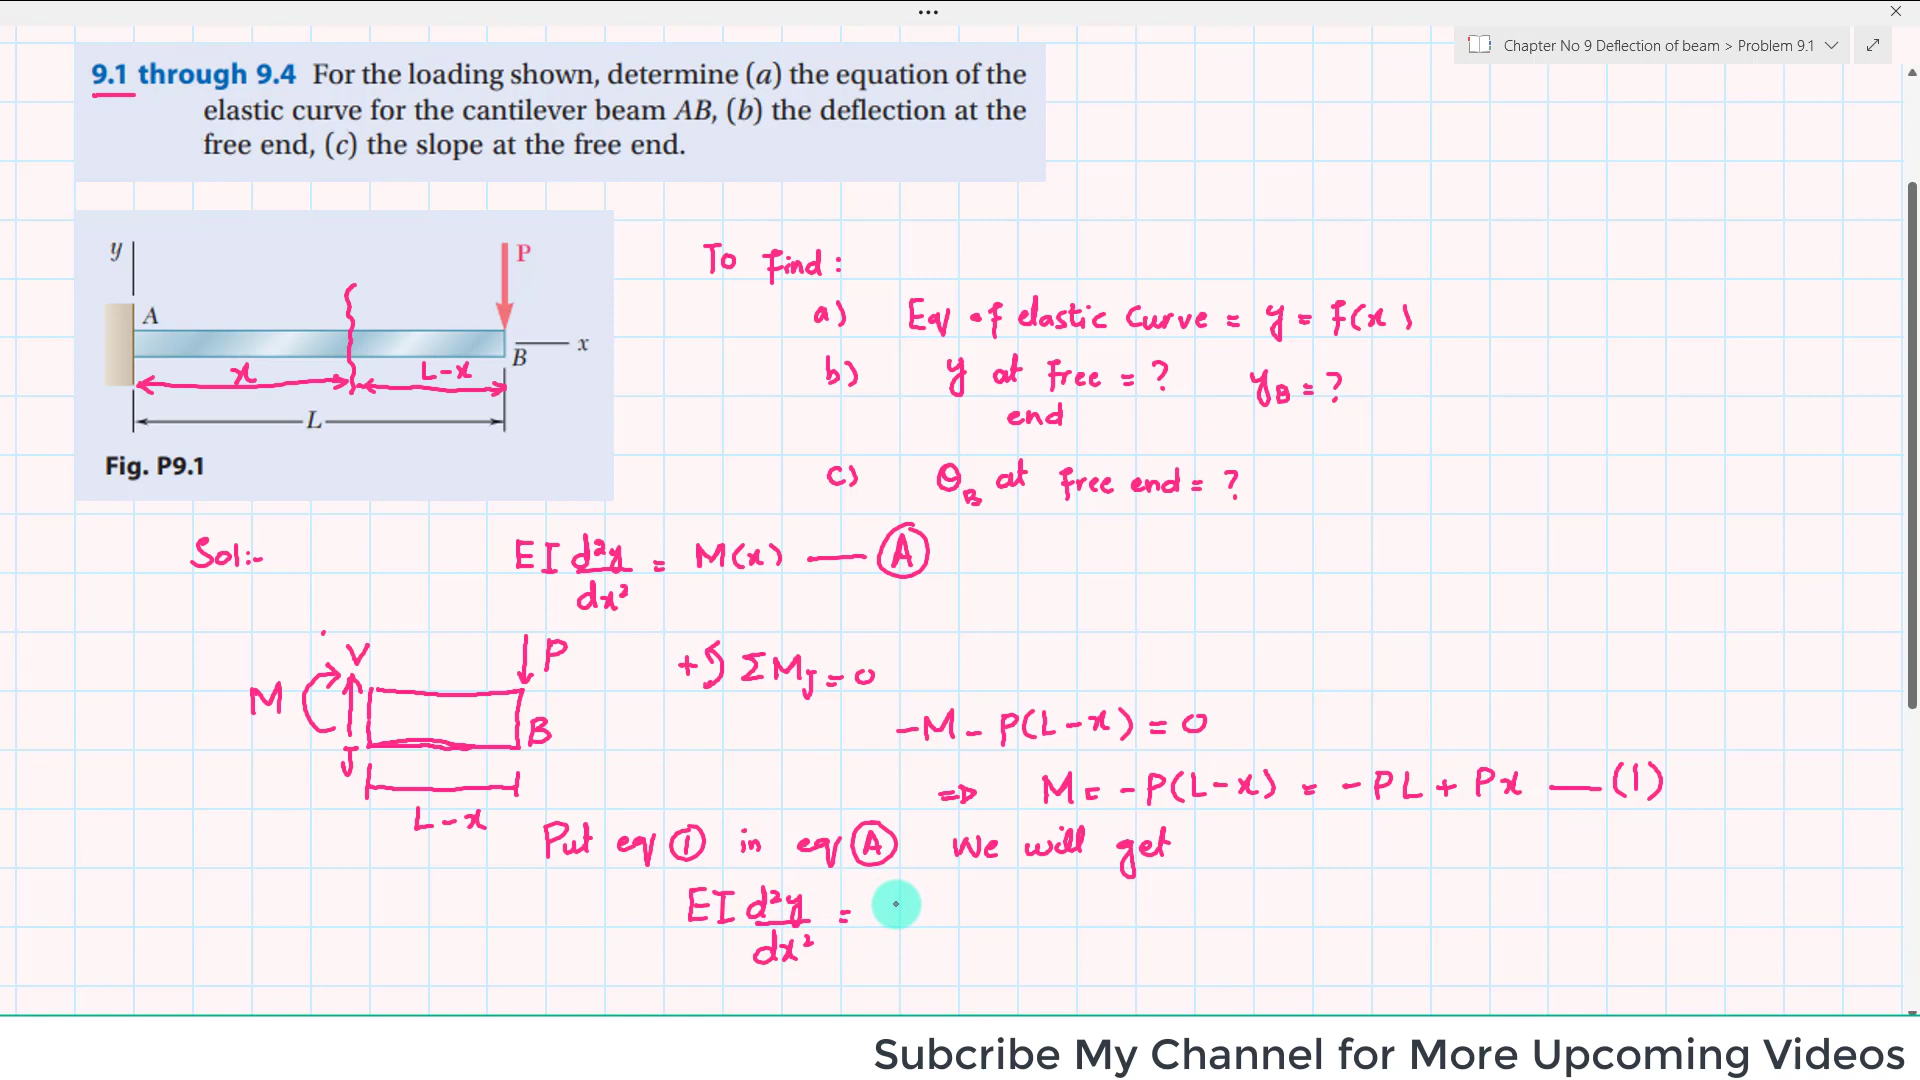 ...
Chapter No 9 Deflection of beam > Problem 9.1
9.1 through 9.4 For the loading shown, determine (a) the equation of the
elastic curve for the cantilever beam AB, (b) the deflection at the
free end, (c) the slope at the free end.
y
P
A
B
x
x
L-x
L
Fig. P9.1
To find:
a) Eq of elastic Curve = y = f(x)
b) y at free = ? y_B = ?
end
c) θ_B at free end = ?
Sol:-
EI d²y/dx² = M(x) — Ⓐ
V
P
M
B
J
L-x
+↺ ΣM_J = 0
-M - P(L-x) = 0
⇒ M = -P(L-x) = -PL + Px — (1)
Put eq ① in eq Ⓐ We will get
EI d²y/dx² =
Subcribe My Channel for More Upcoming Videos